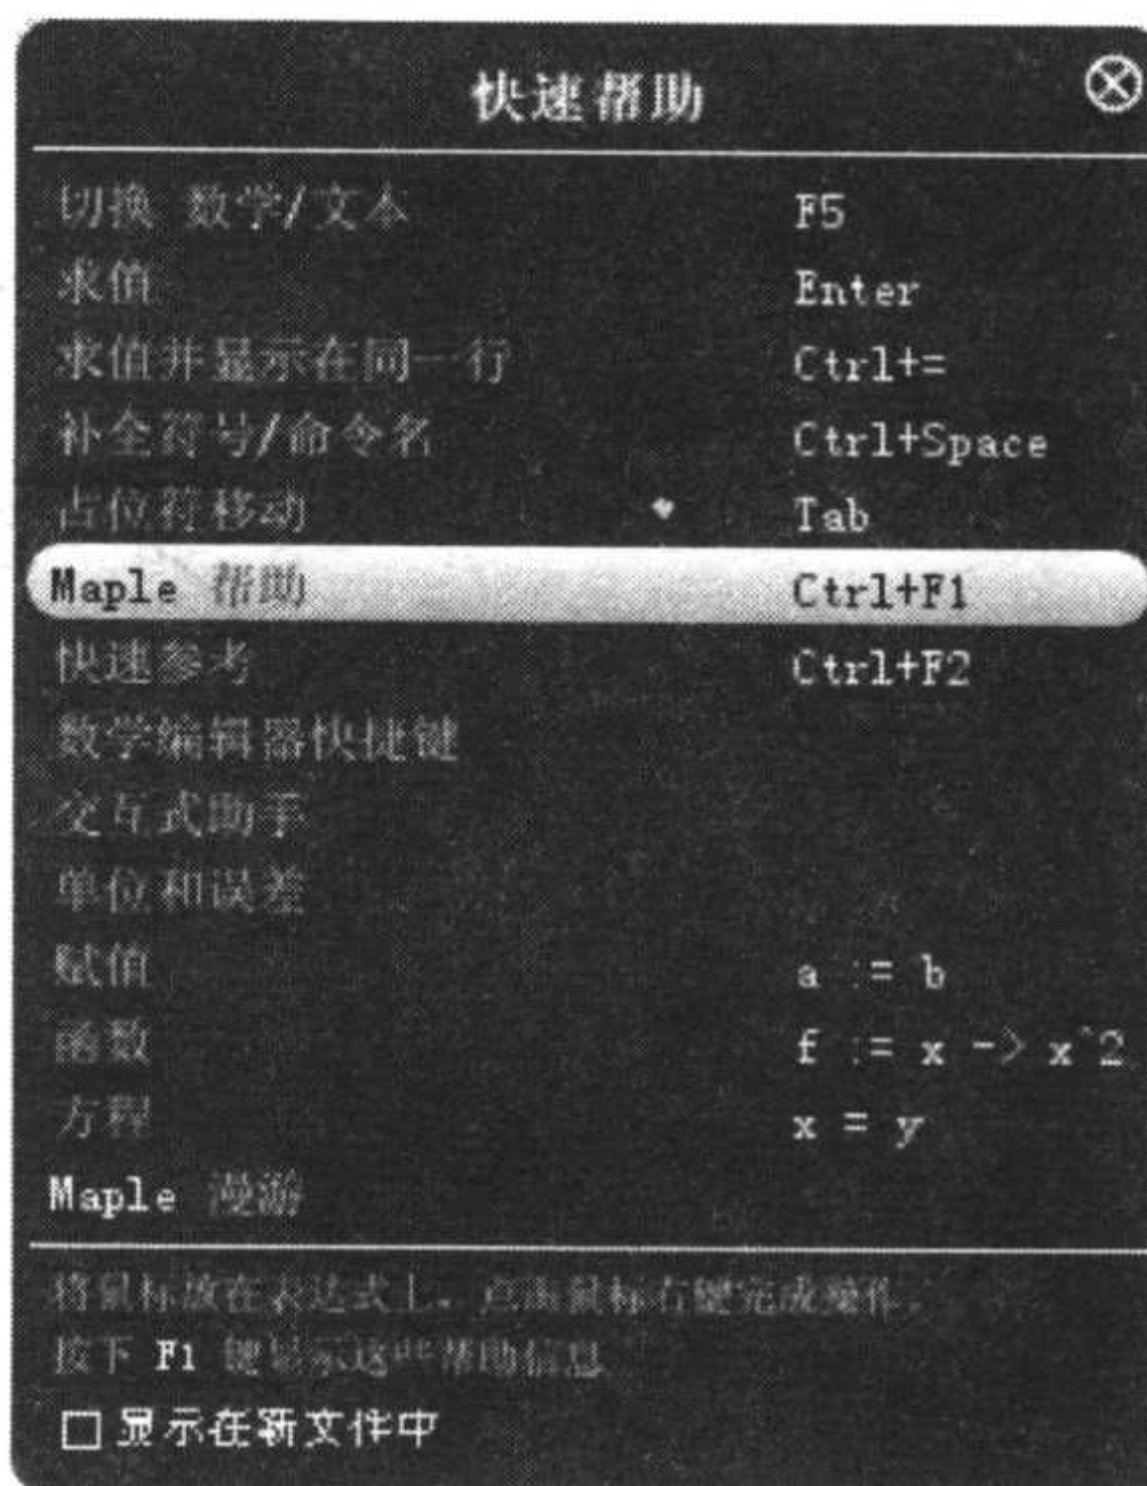 快速帮助
切换 数学/文本 F5
求值 Enter
求值并显示在同一行 Ctrl+=
补全符号/命令名 Ctrl+Space
占位符移动 Tab
Maple 帮助 Ctrl+F1
快速参考 Ctrl+F2
数学编辑器快捷键
交互式助手
单位和误差
赋值 a := b
函数 f := x -> x^2
方程 x = y
Maple 漫游
将鼠标放在表达式上，点击鼠标右键完成操作。
按下 F1 键显示这些帮助信息
显示在新文件中